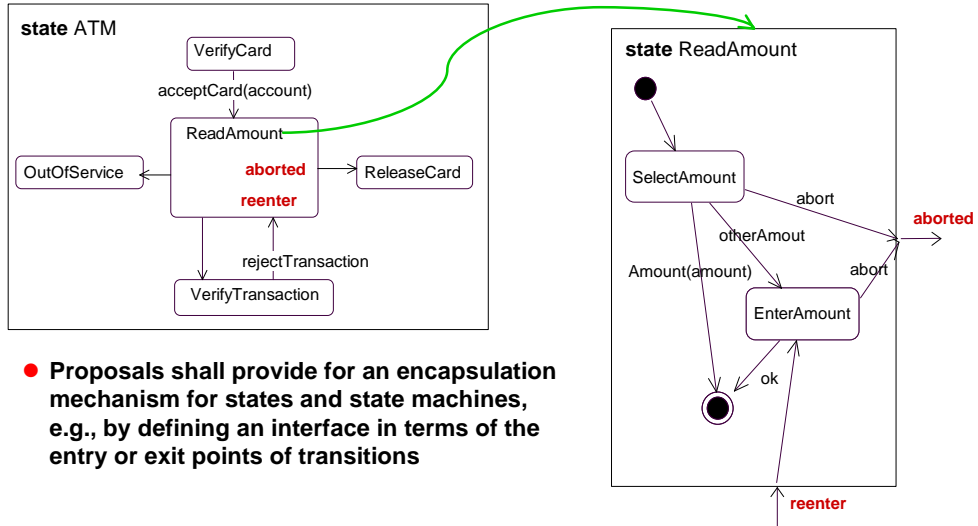 state ATM
VerifyCard
acceptCard(account)
ReadAmount
OutOfService
aborted
ReleaseCard
reenter
rejectTransaction
VerifyTransaction
Proposals shall provide for an encapsulation
mechanism for states and state machines,
e.g., by defining an interface in terms of the
entry or exit points of transitions
state ReadAmount
SelectAmount
abort
aborted
otherAmout
abort
Amount(amount)
EnterAmount
ok
reenter